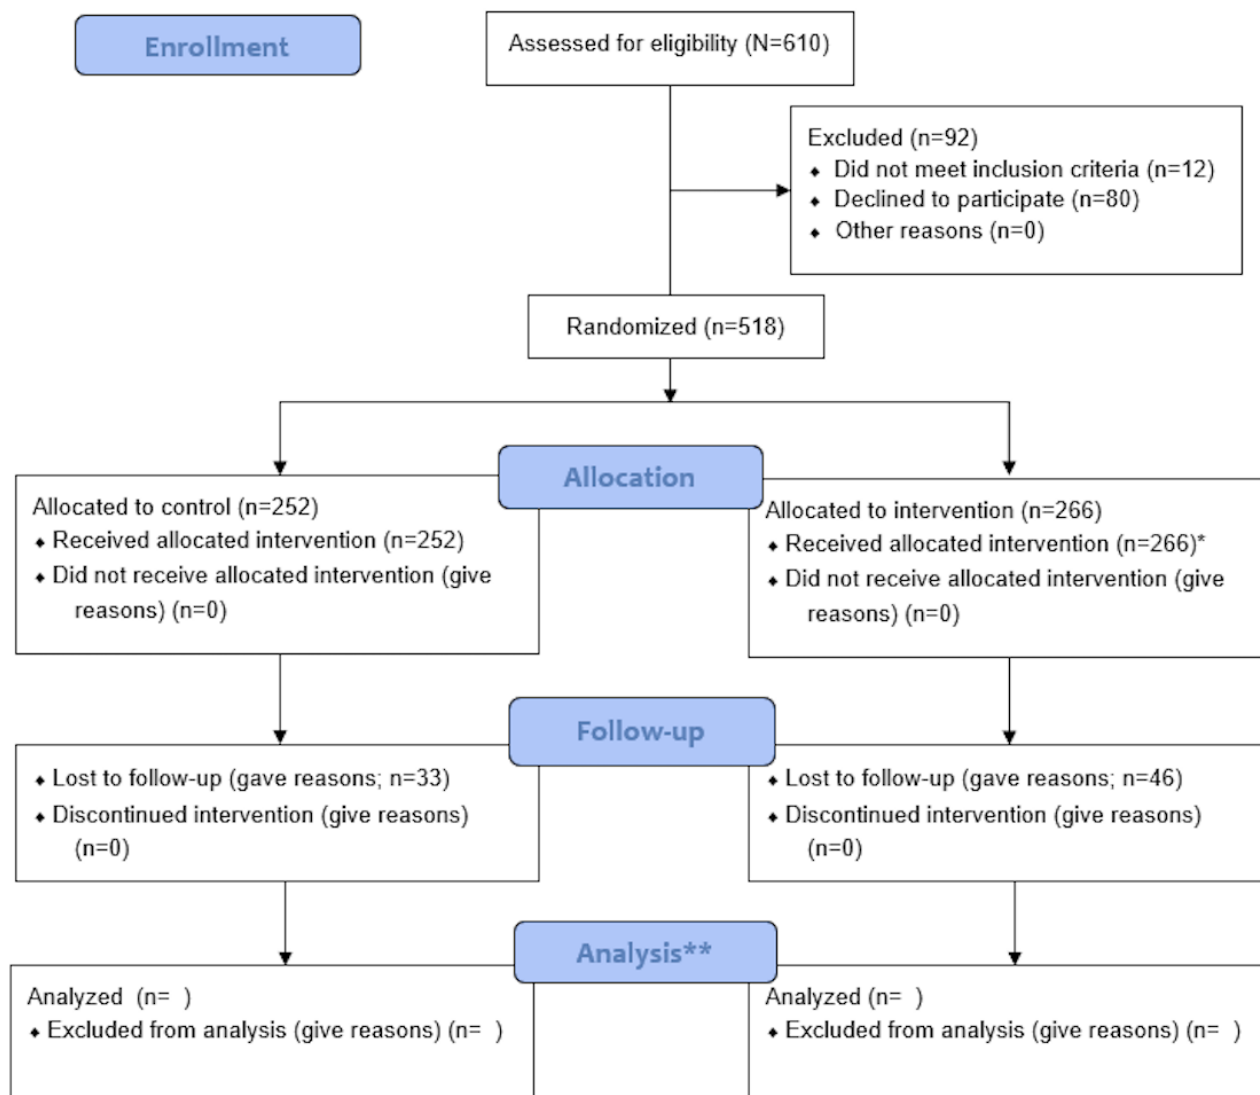 Enrollment
Assessed for eligibility (N=610)
Excluded (n=92)
⬥ Did not meet inclusion criteria (n=12)
⬥ Declined to participate (n=80)
⬥ Other reasons (n=0)
Randomized (n=518)
Allocation
Allocated to control (n=252)
⬥ Received allocated intervention (n=252)
⬥ Did not receive allocated intervention (give
reasons) (n=0)
Allocated to intervention (n=266)
⬥ Received allocated intervention (n=266)*
⬥ Did not receive allocated intervention (give
reasons) (n=0)
Follow-up
⬥ Lost to follow-up (gave reasons; n=33)
⬥ Discontinued intervention (give reasons)
(n=0)
⬥ Lost to follow-up (gave reasons; n=46)
⬥ Discontinued intervention (give reasons)
(n=0)
Analysis**
Analyzed (n= )
⬥ Excluded from analysis (give reasons) (n= )
Analyzed (n= )
⬥ Excluded from analysis (give reasons) (n= )